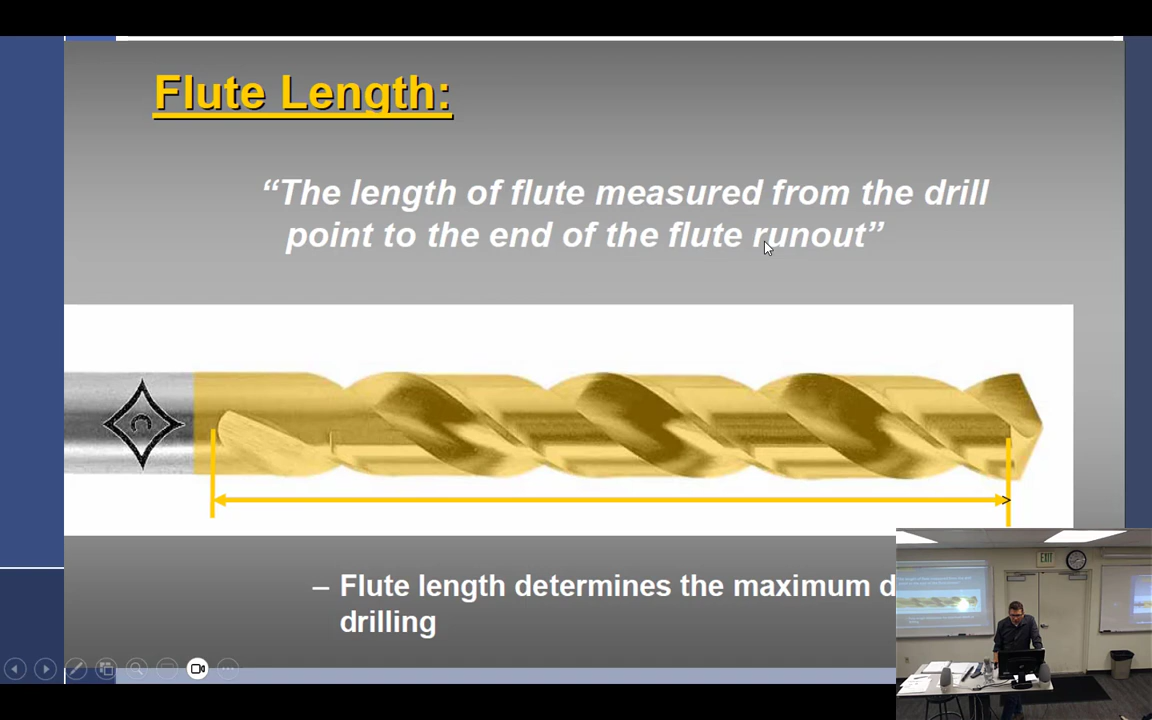 Flute Length:
“The length of flute measured from the drill
point to the end of the flute runout”
– Flute length determines the maximum
drilling
EXIT